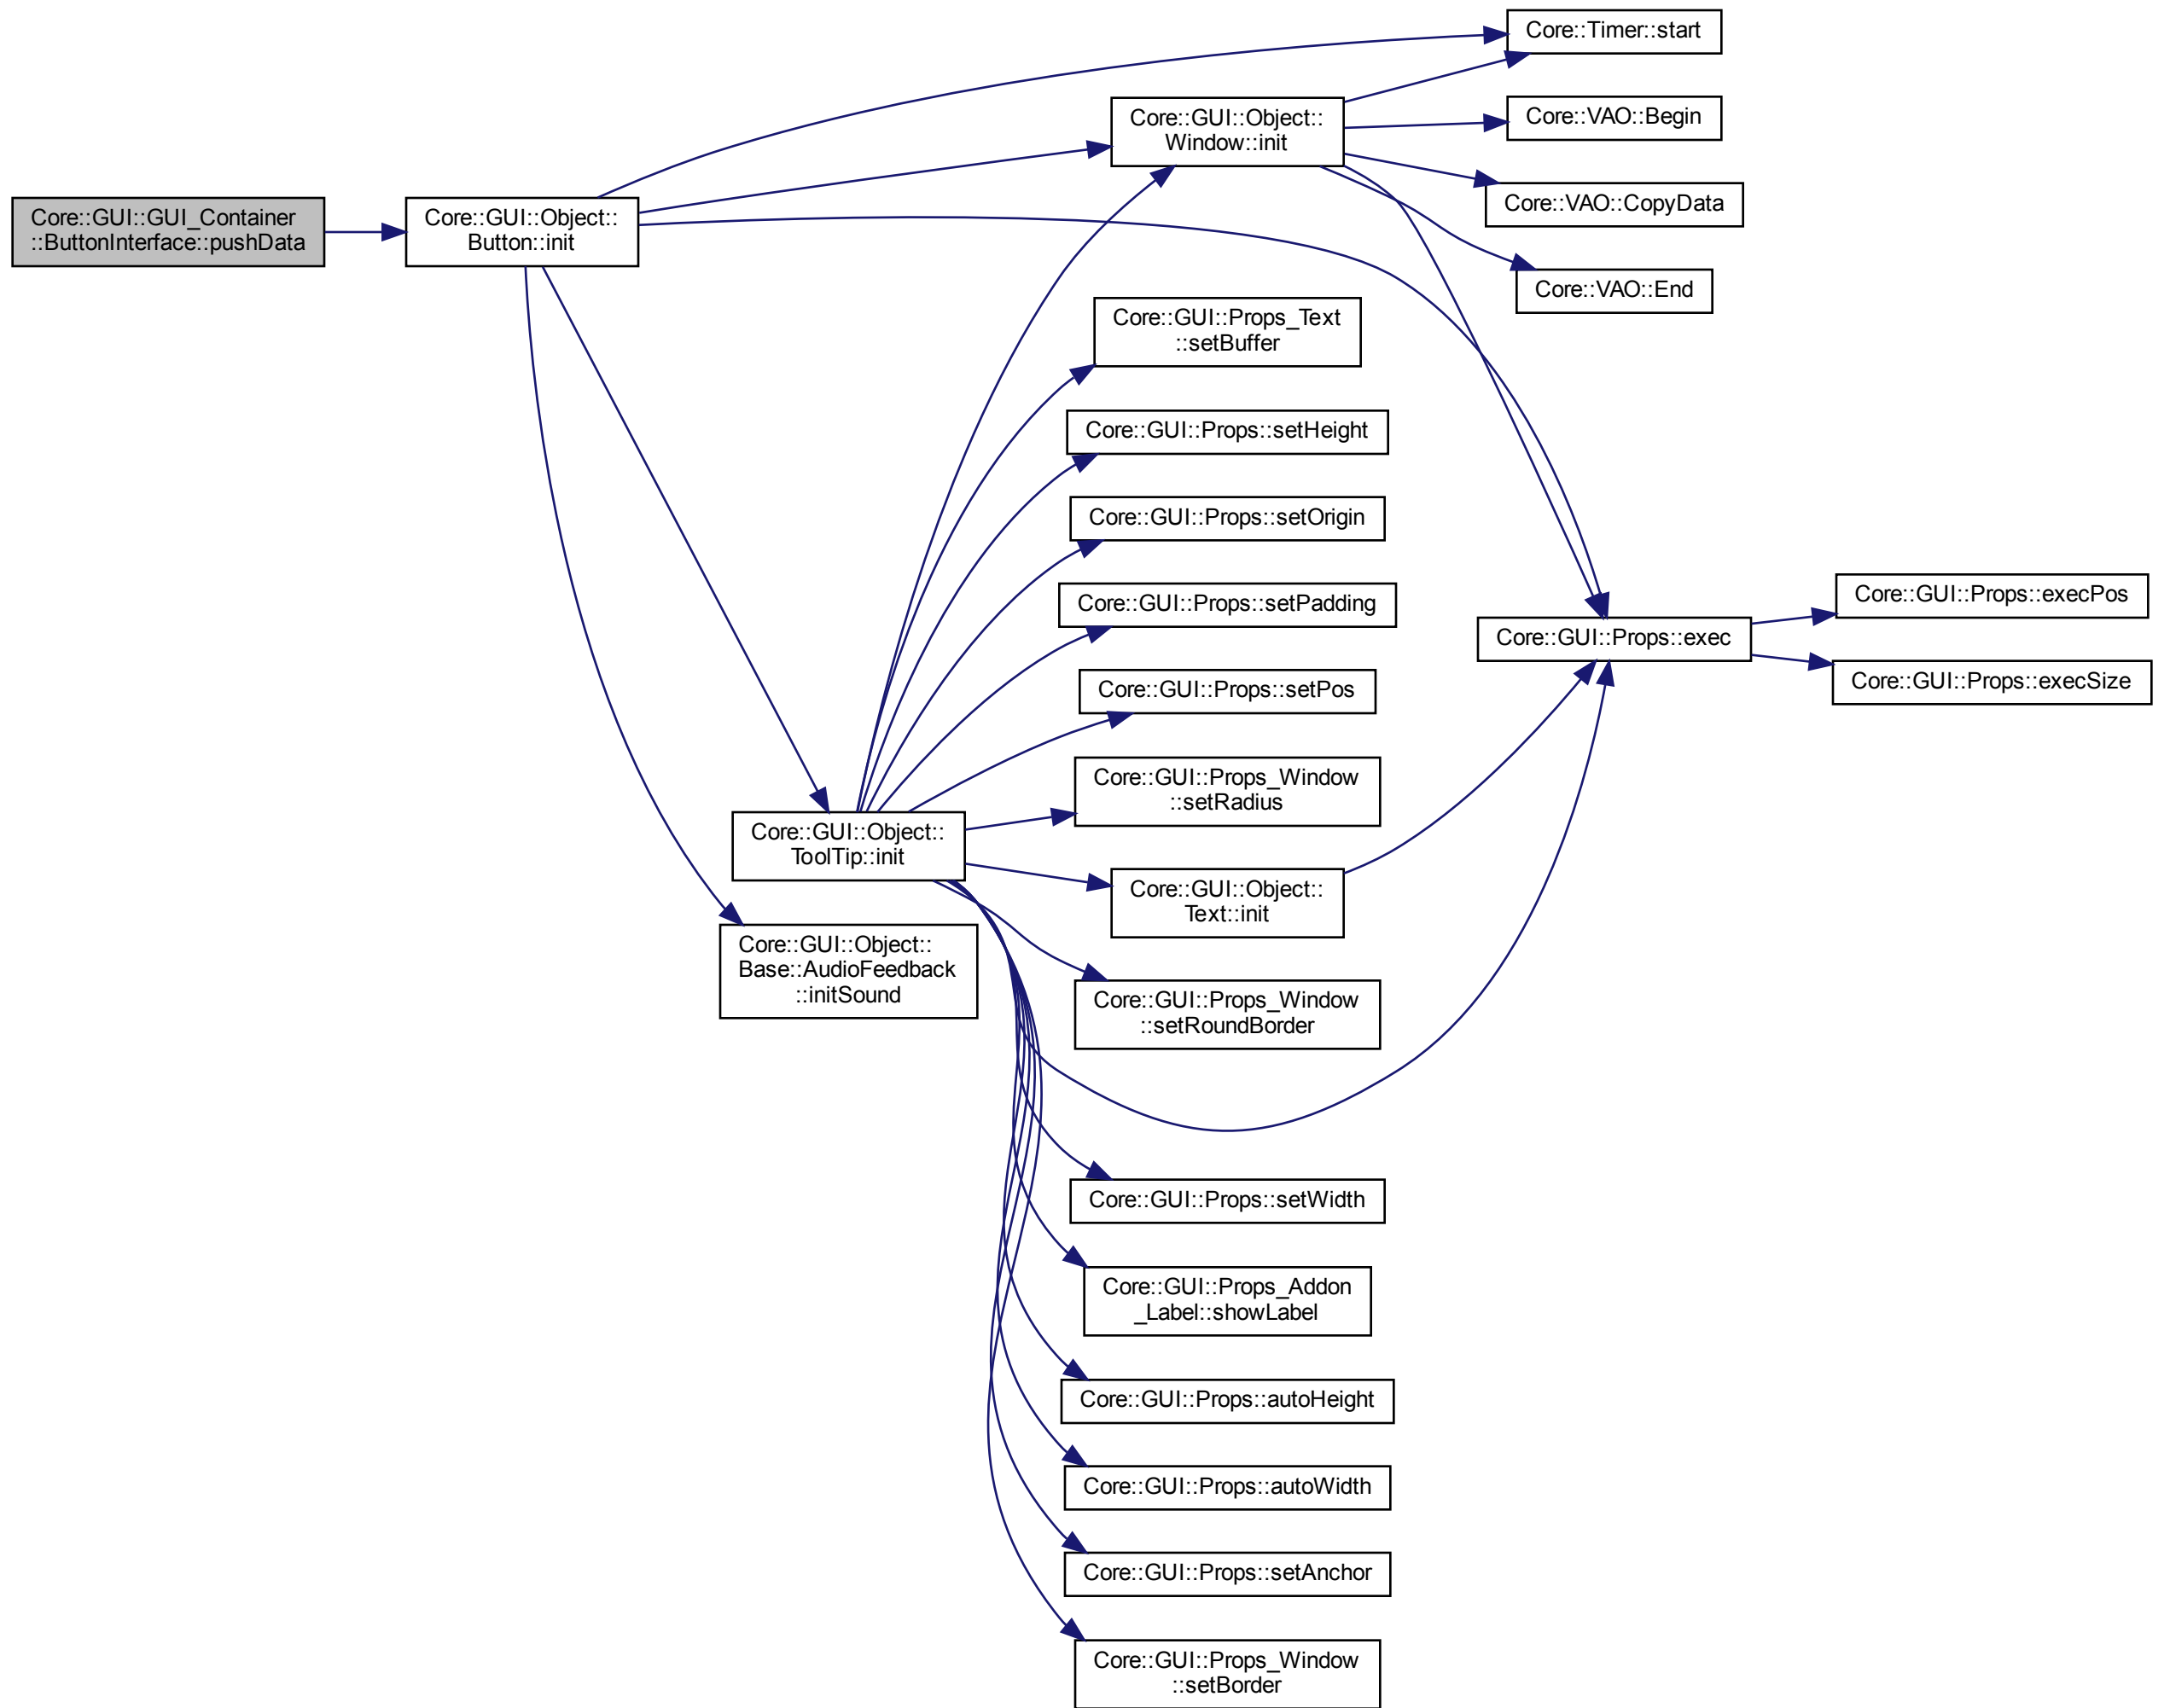 Core::GUI::GUI_Container
::ButtonInterface::pushData
Core::GUI::Object::
Button::init
Core::Timer::start
Core::GUI::Object::
Window::init
Core::VAO::Begin
Core::VAO::CopyData
Core::VAO::End
Core::GUI::Props_Text
::setBuffer
Core::GUI::Props::setHeight
Core::GUI::Props::setOrigin
Core::GUI::Props::setPadding
Core::GUI::Props::setPos
Core::GUI::Props::exec
Core::GUI::Props::execPos
Core::GUI::Props::execSize
Core::GUI::Props_Window
::setRadius
Core::GUI::Object::
ToolTip::init
Core::GUI::Object::
Text::init
Core::GUI::Object::
Base::AudioFeedback
::initSound
Core::GUI::Props_Window
::setRoundBorder
Core::GUI::Props::setWidth
Core::GUI::Props_Addon
_Label::showLabel
Core::GUI::Props::autoHeight
Core::GUI::Props::autoWidth
Core::GUI::Props::setAnchor
Core::GUI::Props_Window
::setBorder